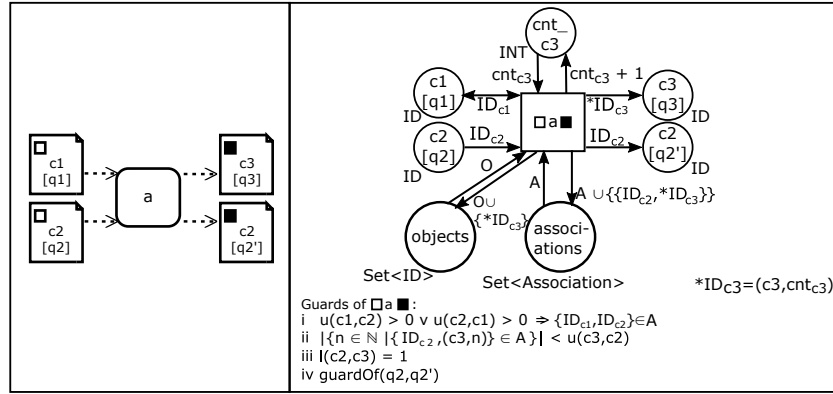 c1
[q1]
c2
[q2]
a
c3
[q3]
c2
[q2']
cnt_
c3
INT
cnt_c3
cnt_c3 + 1
c1
[q1]
ID
ID_c1
*ID_c3
c3
[q3]
ID
c2
[q2]
ID
ID_c2
□a■
ID_c2
c2
[q2']
ID
O
O∪
{*ID_c3}
A
A ∪{{ID_c2,*ID_c3}}
objects
Set<ID>
associ-
ations
Set<Association>
*ID_c3=(c3,cnt_c3)
Guards of □a■:
i u(c1,c2) > 0 ∨ u(c2,c1) > 0 ⇒ {ID_c1,ID_c2}∈A
ii |{n ∈ ℕ |{ID_c2,(c3,n)} ∈ A}| < u(c3,c2)
iii l(c2,c3) = 1
iv guardOf(q2,q2')